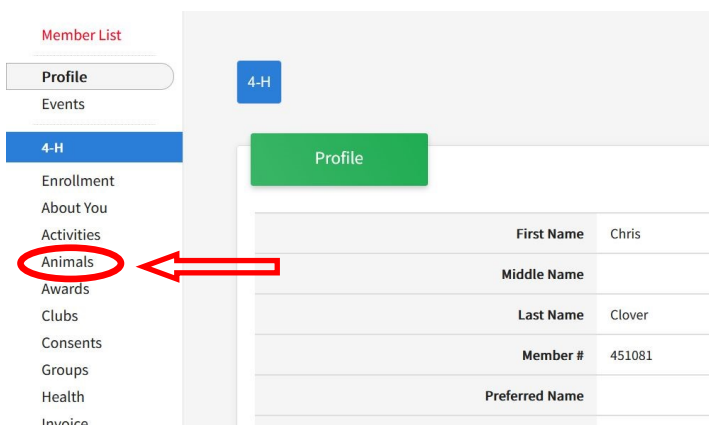 Member List
Profile
Events
4-H
Enrollment
About You
Activities
Animals
Awards
Clubs
Consents
Groups
Health
Invoice
4-H
Profile
First Name Chris
Middle Name
Last Name Clover
Member # 451081
Preferred Name